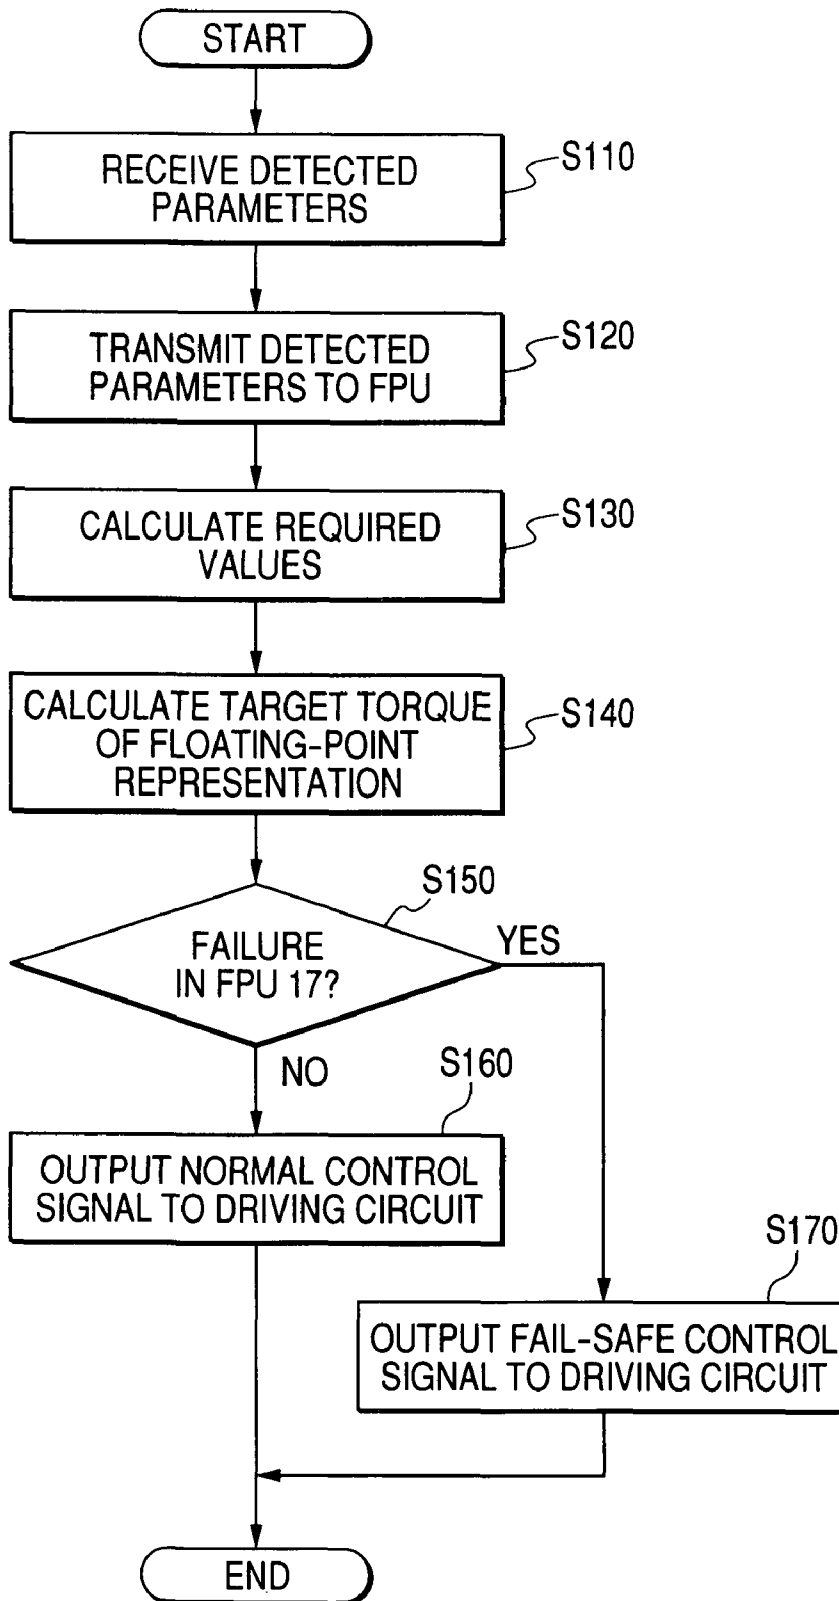 START
RECEIVE DETECTED
PARAMETERS
S110
TRANSMIT DETECTED
PARAMETERS TO FPU
S120
CALCULATE REQUIRED
VALUES
S130
CALCULATE TARGET TORQUE
OF FLOATING-POINT
REPRESENTATION
S140
S150
FAILURE
IN FPU 17?
YES
NO
S160
OUTPUT NORMAL CONTROL
SIGNAL TO DRIVING CIRCUIT
S170
OUTPUT FAIL-SAFE CONTROL
SIGNAL TO DRIVING CIRCUIT
END